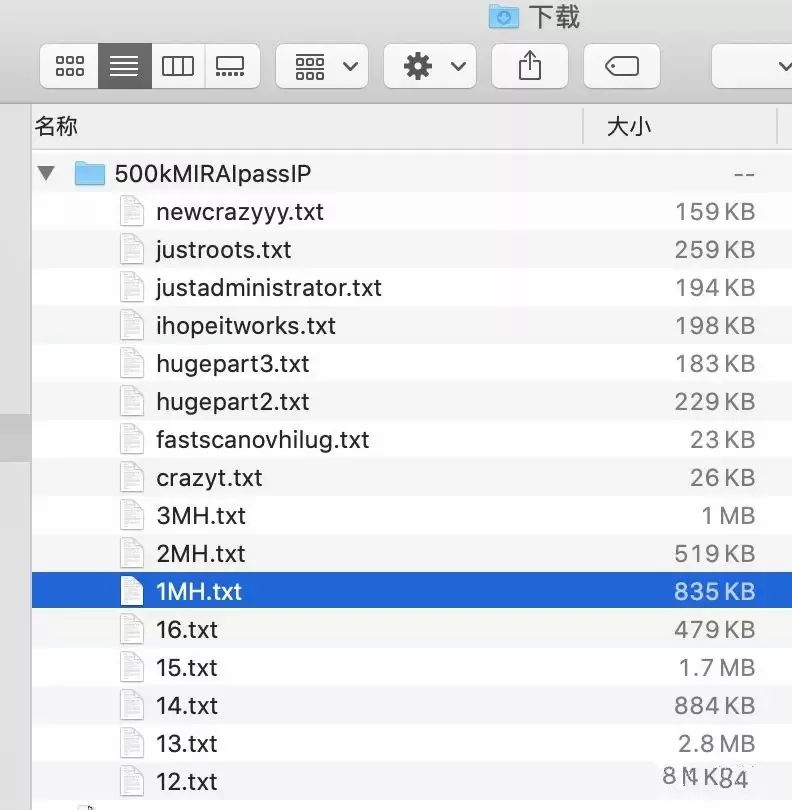 下载
名称 大小
500kMIRAIpassIP --
newcrazyyy.txt 159 KB
justroots.txt 259 KB
justadministrator.txt 194 KB
ihopeitworks.txt 198 KB
hugepart3.txt 183 KB
hugepart2.txt 229 KB
fastscanovhilug.txt 23 KB
crazyt.txt 26 KB
3MH.txt 1 MB
2MH.txt 519 KB
1MH.txt 835 KB
16.txt 479 KB
15.txt 1.7 MB
14.txt 884 KB
13.txt 2.8 MB
12.txt